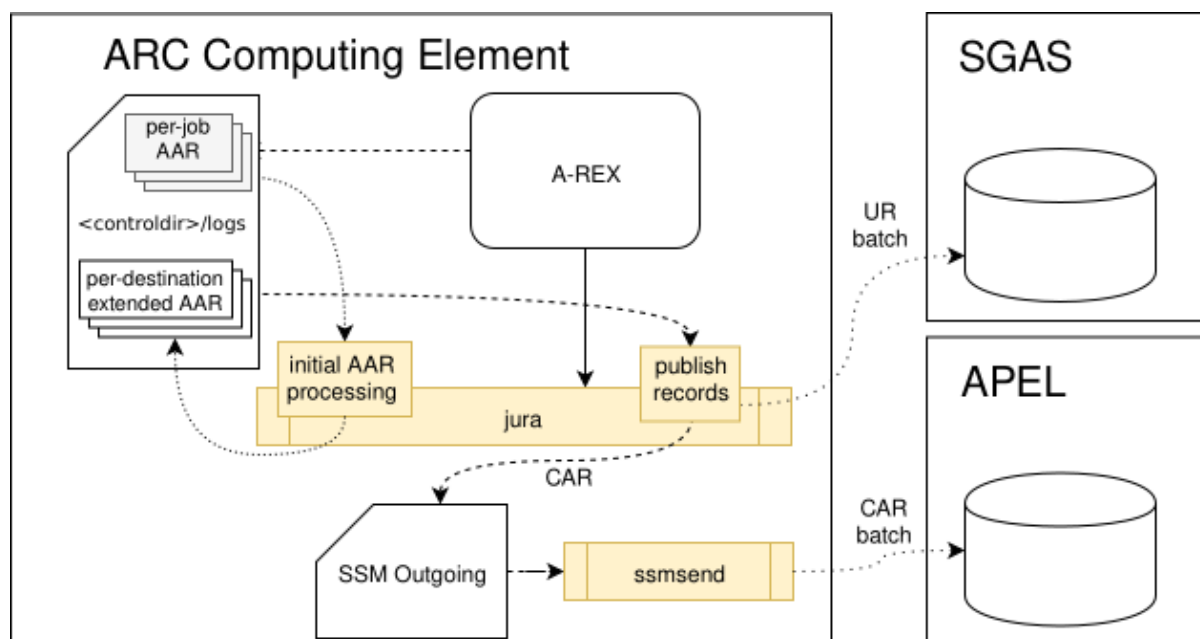 ARC Computing Element
per-job
AAR
<controldir>/logs
per-destination
extended AAR
A-REX
initial AAR
processing
publish
records
jura
CAR
SSM Outgoing
ssmsend
UR
batch
CAR
batch
SGAS
APEL